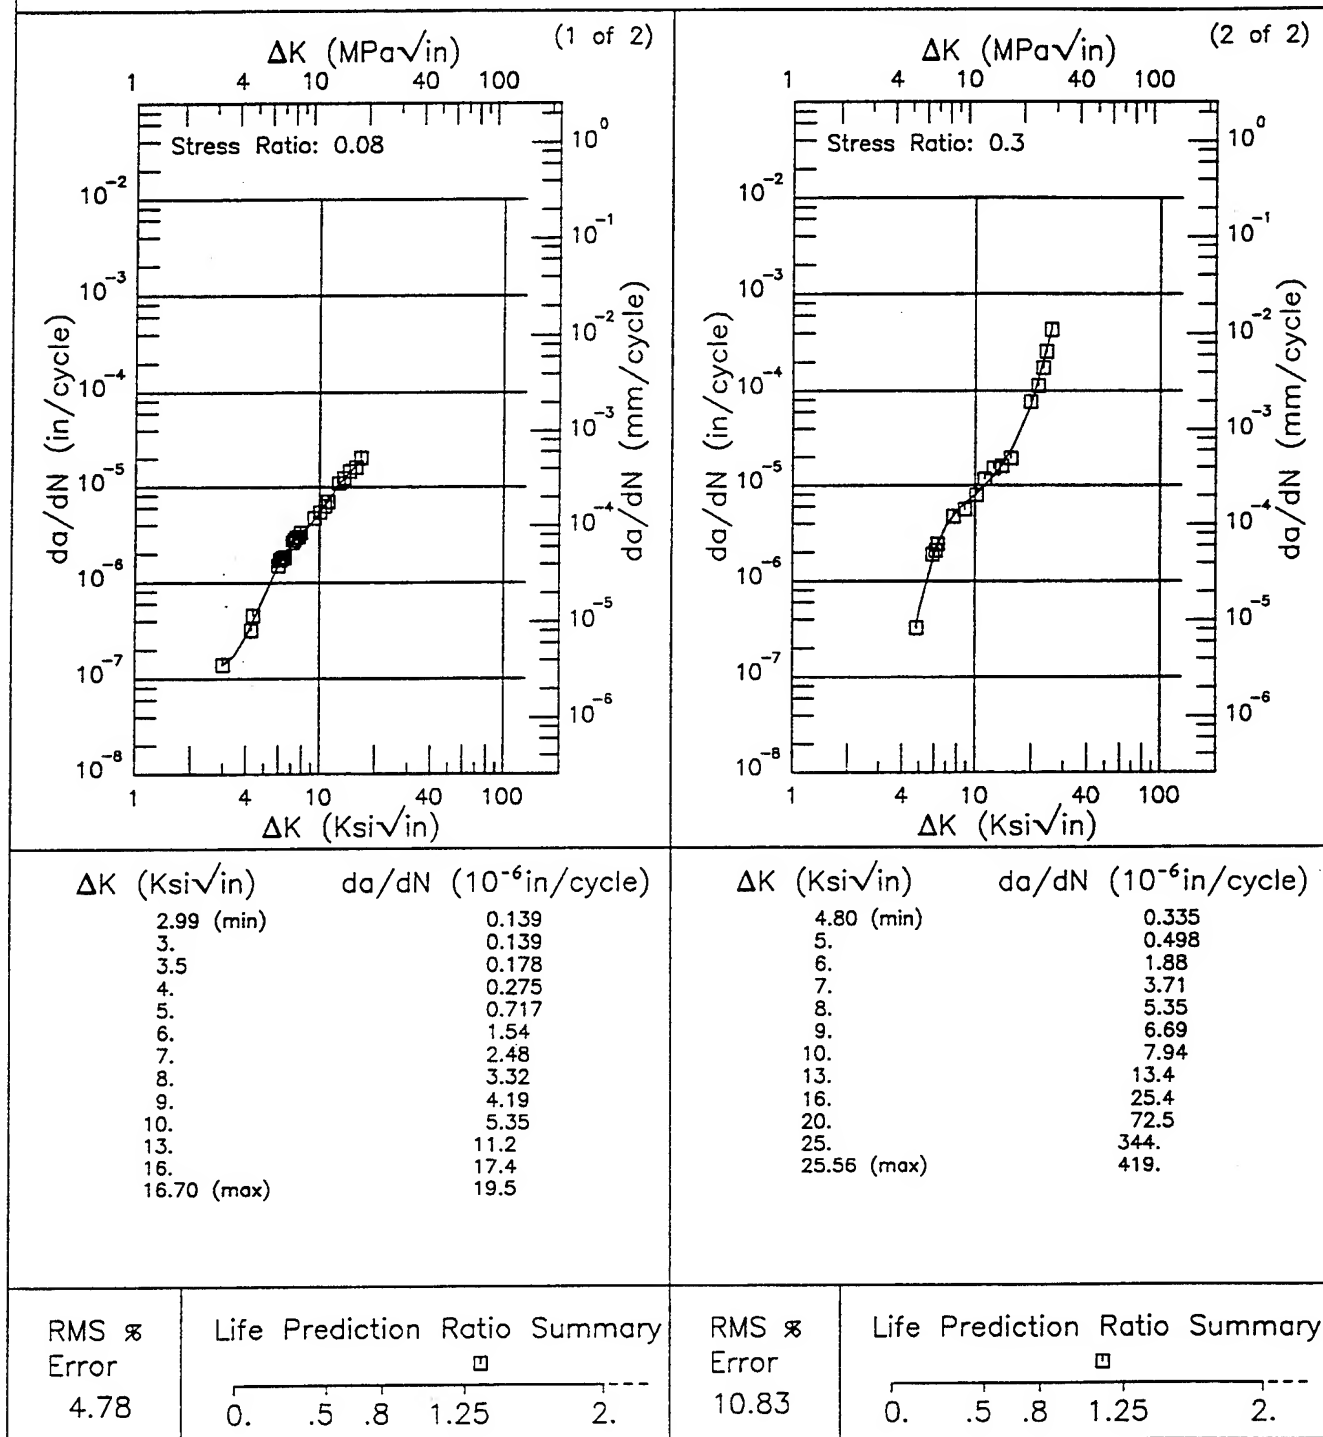 (1 of 2)
ΔK (MPa√in)
1 4 10 40 100
Stress Ratio: 0.08
10⁰
10⁻²
10⁻¹
10⁻³
10⁻²
10⁻⁴
10⁻³
10⁻⁵
10⁻⁴
10⁻⁶
10⁻⁵
10⁻⁷
10⁻⁶
10⁻⁸
da/dN (in/cycle)
da/dN (mm/cycle)
1 4 10 40 100
ΔK (Ksi√in)
(2 of 2)
ΔK (MPa√in)
1 4 10 40 100
Stress Ratio: 0.3
10⁰
10⁻²
10⁻¹
10⁻³
10⁻²
10⁻⁴
10⁻³
10⁻⁵
10⁻⁴
10⁻⁶
10⁻⁵
10⁻⁷
10⁻⁶
10⁻⁸
da/dN (in/cycle)
da/dN (mm/cycle)
1 4 10 40 100
ΔK (Ksi√in)
ΔK (Ksi√in) da/dN (10⁻⁶in/cycle)
2.99 (min) 0.139
3. 0.139
3.5 0.178
4. 0.275
5. 0.717
6. 1.54
7. 2.48
8. 3.32
9. 4.19
10. 5.35
13. 11.2
16. 17.4
16.70 (max) 19.5
ΔK (Ksi√in) da/dN (10⁻⁶in/cycle)
4.80 (min) 0.335
5. 0.498
6. 1.88
7. 3.71
8. 5.35
9. 6.69
10. 7.94
13. 13.4
16. 25.4
20. 72.5
25. 344.
25.56 (max) 419.
RMS %
Error
4.78
Life Prediction Ratio Summary
0. .5 .8 1.25 2.
RMS %
Error
10.83
Life Prediction Ratio Summary
0. .5 .8 1.25 2.